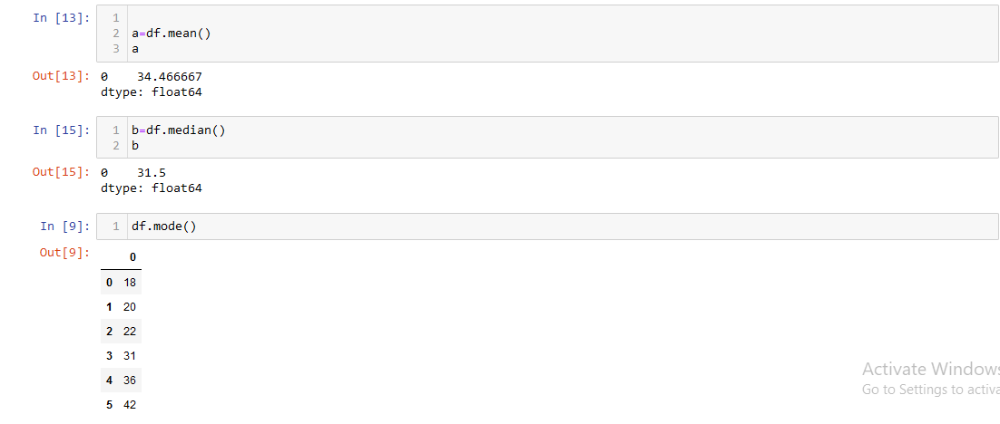 In [13]: 1
2 a=df.mean()
3 a
Out[13]: 0 34.466667
dtype: float64
In [15]: 1 b=df.median()
2 b
Out[15]: 0 31.5
dtype: float64
In [9]: 1 df.mode()
Out[9]:
0
0 18
1 20
2 22
3 31
4 36
5 42
Activate Windows
Go to Settings to activa